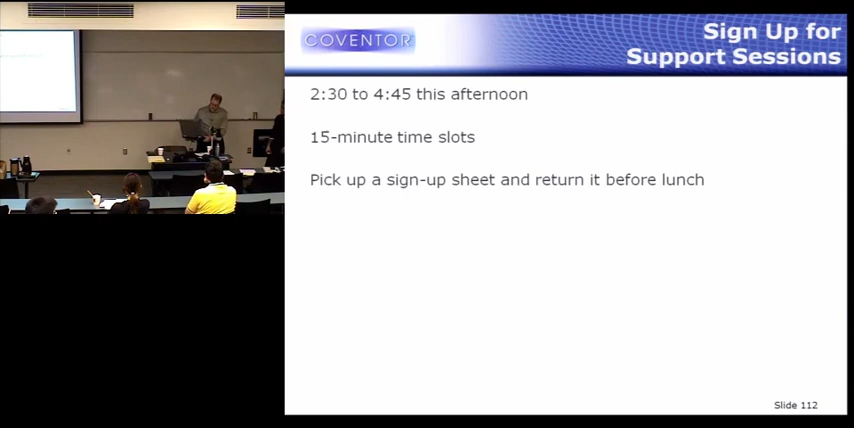 COVENTOR
Sign Up for
Support Sessions
2:30 to 4:45 this afternoon
15-minute time slots
Pick up a sign-up sheet and return it before lunch
Slide 112